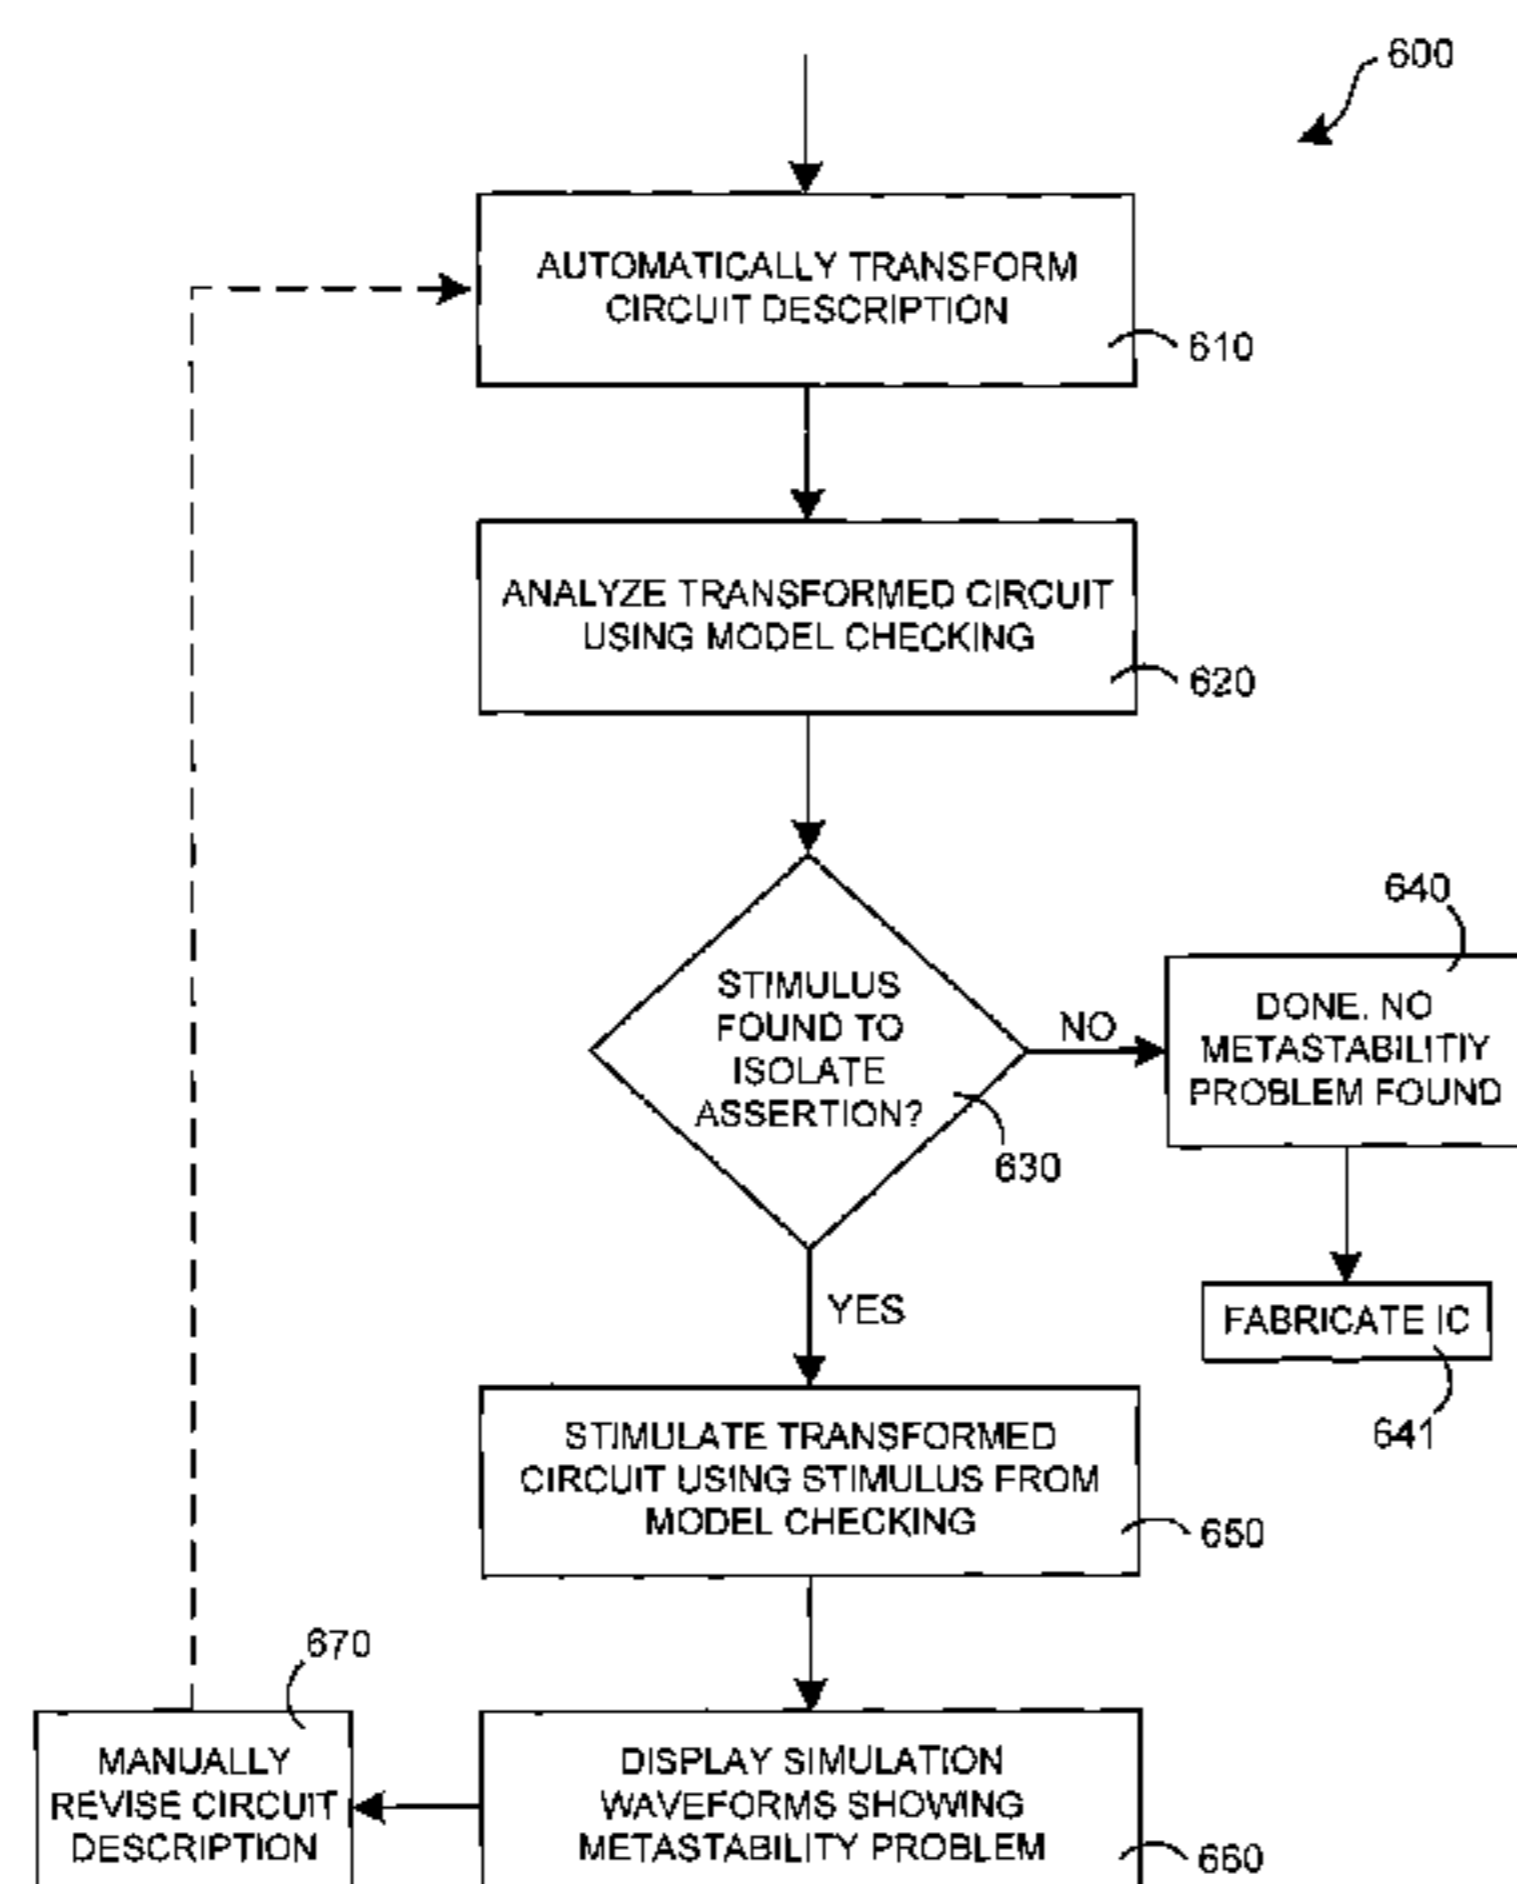 600
AUTOMATICALLY TRANSFORM
CIRCUIT DESCRIPTION
610
ANALYZE TRANSFORMED CIRCUIT
USING MODEL CHECKING
620
STIMULUS
FOUND TO
ISOLATE
ASSERTION?
630
NO
640
DONE. NO
METASTABILITIY
PROBLEM FOUND
YES
FABRICATE IC
641
STIMULATE TRANSFORMED
CIRCUIT USING STIMULUS FROM
MODEL CHECKING
650
670
MANUALLY
REVISE CIRCUIT
DESCRIPTION
DISPLAY SIMULATION
WAVEFORMS SHOWING
METASTABILITY PROBLEM
660